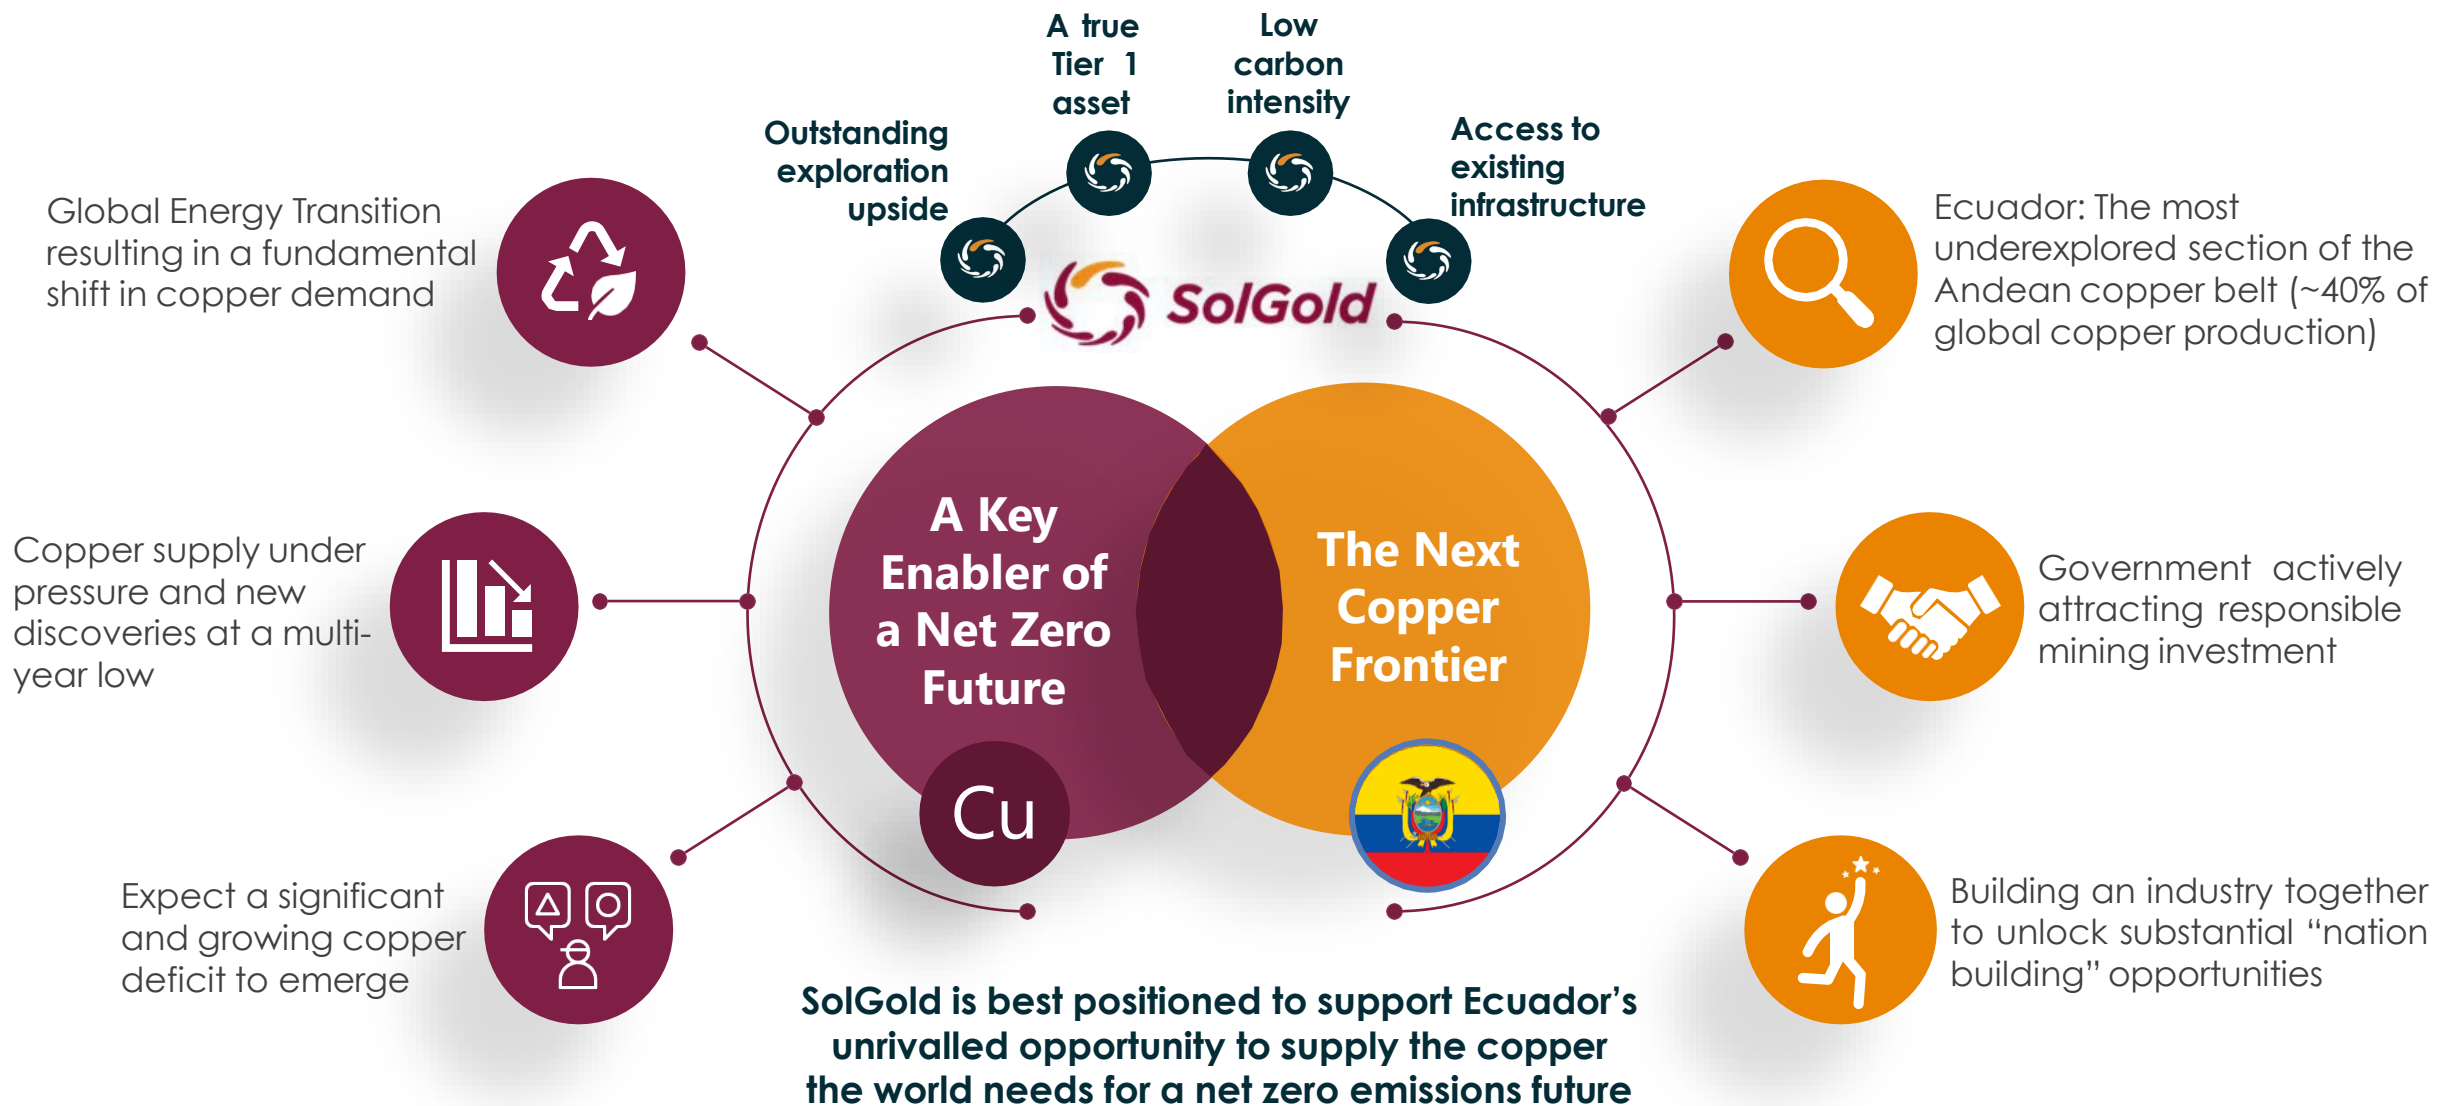 A true
Tier 1
asset
Low
carbon
intensity
Outstanding
exploration
upside
Access to
existing
infrastructure
SolGold
Global Energy Transition
resulting in a fundamental
shift in copper demand
Copper supply under
pressure and new
discoveries at a multi-
year low
Expect a significant
and growing copper
deficit to emerge
A Key
Enabler of
a Net Zero
Future
Cu
The Next
Copper
Frontier
Ecuador: The most
underexplored section of the
Andean copper belt (~40% of
global copper production)
Government actively
attracting responsible
mining investment
Building an industry together
to unlock substantial “nation
building” opportunities
SolGold is best positioned to support Ecuador’s
unrivalled opportunity to supply the copper
the world needs for a net zero emissions future